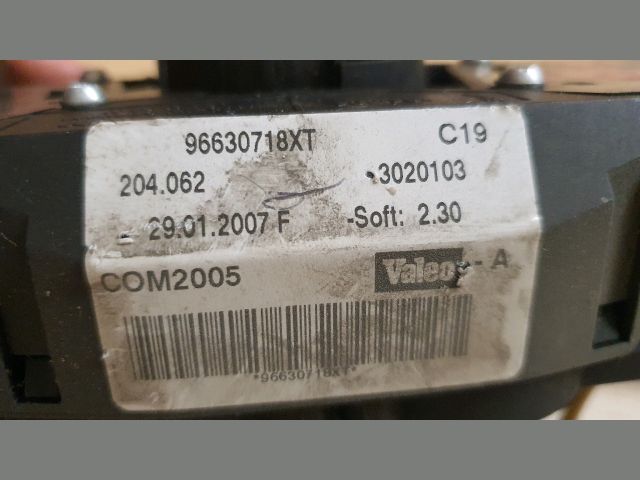 96630718XT C19
204.062 3020103
29.01.2007 F -Soft: 2.30
COM2005 Valeo - A
*96630718XT*